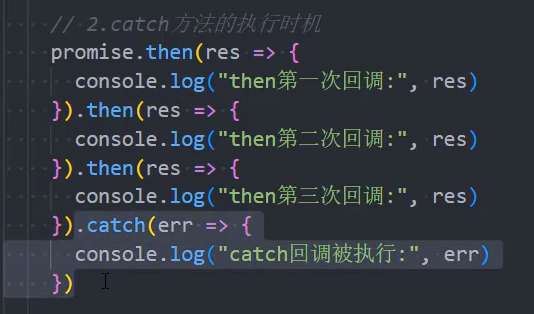 // 2.catch方法的执行时机
promise.then(res => {
  console.log("then第一次回调:", res)
}).then(res => {
  console.log("then第二次回调:", res)
}).then(res => {
  console.log("then第三次回调:", res)
}).catch(err => {
  console.log("catch回调被执行:", err)
})